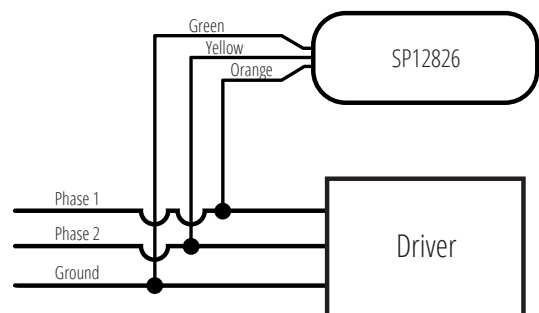 Green
Yellow
Orange
SP12826
Phase 1
Phase 2
Ground
Driver